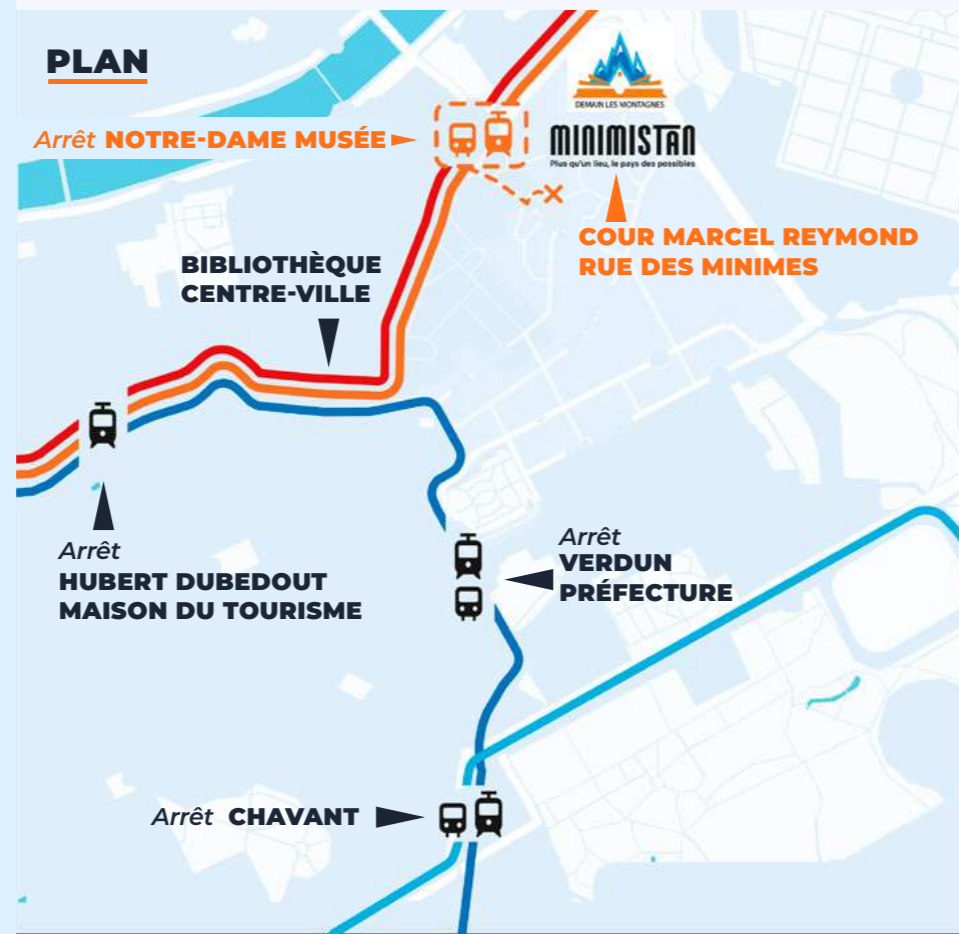 PLAN
DEMAIN LES MONTAGNES
Arrêt NOTRE-DAME MUSÉE
MINIMISTAN
Plus qu'un lieu, le pays des possibles
COUR MARCEL REYMOND
RUE DES MINIMES
BIBLIOTHÈQUE
CENTRE-VILLE
Arrêt
HUBERT DUBEDOUT
MAISON DU TOURISME
Arrêt
VERDUN
PRÉFECTURE
Arrêt CHAVANT